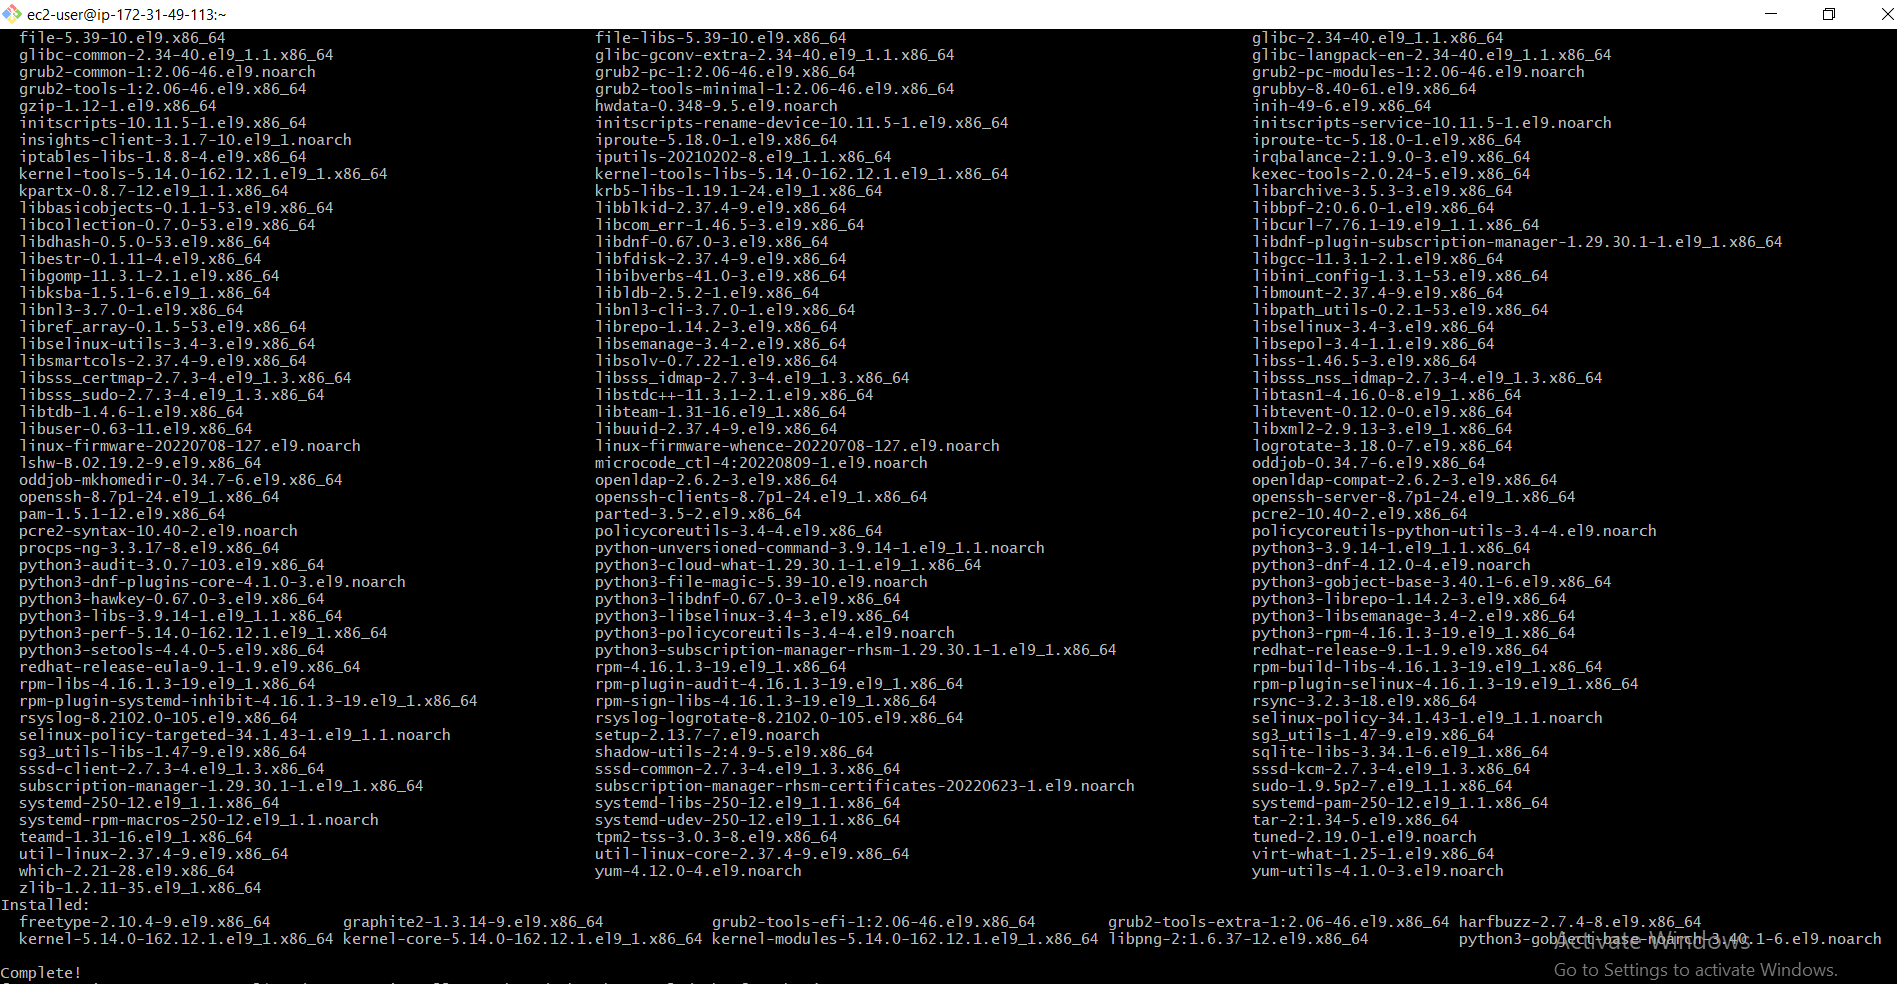 ec2-user@ip-172-31-49-113:~
file-5.39-10.el9.x86_64 file-libs-5.39-10.el9.x86_64 glibc-2.34-40.el9_1.1.x86_64
glibc-common-2.34-40.el9_1.1.x86_64 glibc-gconv-extra-2.34-40.el9_1.1.x86_64 glibc-langpack-en-2.34-40.el9_1.1.x86_64
grub2-common-1:2.06-46.el9.noarch grub2-pc-1:2.06-46.el9.x86_64 grub2-pc-modules-1:2.06-46.el9.noarch
grub2-tools-1:2.06-46.el9.x86_64 grub2-tools-minimal-1:2.06-46.el9.x86_64 grubby-8.40-61.el9.x86_64
gzip-1.12-1.el9.x86_64 hwdata-0.348-9.5.el9.noarch inih-49-6.el9.x86_64
initscripts-10.11.5-1.el9.x86_64 initscripts-rename-device-10.11.5-1.el9.x86_64 initscripts-service-10.11.5-1.el9.noarch
insights-client-3.1.7-10.el9_1.noarch iproute-5.18.0-1.el9.x86_64 iproute-tc-5.18.0-1.el9.x86_64
iptables-libs-1.8.8-4.el9.x86_64 iputils-20210202-8.el9_1.1.x86_64 irqbalance-2:1.9.0-3.el9.x86_64
kernel-tools-5.14.0-162.12.1.el9_1.x86_64 kernel-tools-libs-5.14.0-162.12.1.el9_1.x86_64 kexec-tools-2.0.24-5.el9.x86_64
kpartx-0.8.7-12.el9_1.1.x86_64 krb5-libs-1.19.1-24.el9_1.x86_64 libarchive-3.5.3-3.el9.x86_64
libbasicobjects-0.1.1-53.el9.x86_64 libblkid-2.37.4-9.el9.x86_64 libbpf-2:0.6.0-1.el9.x86_64
libcollection-0.7.0-53.el9.x86_64 libcom_err-1.46.5-3.el9.x86_64 libcurl-7.76.1-19.el9_1.1.x86_64
libdhash-0.5.0-53.el9.x86_64 libdnf-0.67.0-3.el9.x86_64 libdnf-plugin-subscription-manager-1.29.30.1-1.el9_1.x86_64
libestr-0.1.11-4.el9.x86_64 libfdisk-2.37.4-9.el9.x86_64 libgcc-11.3.1-2.1.el9.x86_64
libgomp-11.3.1-2.1.el9.x86_64 libibverbs-41.0-3.el9.x86_64 libini_config-1.3.1-53.el9.x86_64
libksba-1.5.1-6.el9_1.x86_64 libldb-2.5.2-1.el9.x86_64 libmount-2.37.4-9.el9.x86_64
libnl3-3.7.0-1.el9.x86_64 libnl3-cli-3.7.0-1.el9.x86_64 libpath_utils-0.2.1-53.el9.x86_64
libref_array-0.1.5-53.el9.x86_64 librepo-1.14.2-3.el9.x86_64 libselinux-3.4-3.el9.x86_64
libselinux-utils-3.4-3.el9.x86_64 libsemanage-3.4-2.el9.x86_64 libsepol-3.4-1.1.el9.x86_64
libsmartcols-2.37.4-9.el9.x86_64 libsolv-0.7.22-1.el9.x86_64 libss-1.46.5-3.el9.x86_64
libsss_certmap-2.7.3-4.el9_1.3.x86_64 libsss_idmap-2.7.3-4.el9_1.3.x86_64 libsss_nss_idmap-2.7.3-4.el9_1.3.x86_64
libsss_sudo-2.7.3-4.el9_1.3.x86_64 libstdc++-11.3.1-2.1.el9.x86_64 libtasn1-4.16.0-8.el9_1.x86_64
libtdb-1.4.6-1.el9.x86_64 libteam-1.31-16.el9_1.x86_64 libtevent-0.12.0-0.el9.x86_64
libuser-0.63-11.el9.x86_64 libuuid-2.37.4-9.el9.x86_64 libxml2-2.9.13-3.el9_1.x86_64
linux-firmware-20220708-127.el9.noarch linux-firmware-whence-20220708-127.el9.noarch logrotate-3.18.0-7.el9.x86_64
lshw-B.02.19.2-9.el9.x86_64 microcode_ctl-4:20220809-1.el9.noarch oddjob-0.34.7-6.el9.x86_64
oddjob-mkhomedir-0.34.7-6.el9.x86_64 openldap-2.6.2-3.el9.x86_64 openldap-compat-2.6.2-3.el9.x86_64
openssh-8.7p1-24.el9_1.x86_64 openssh-clients-8.7p1-24.el9_1.x86_64 openssh-server-8.7p1-24.el9_1.x86_64
pam-1.5.1-12.el9.x86_64 parted-3.5-2.el9.x86_64 pcre2-10.40-2.el9.x86_64
pcre2-syntax-10.40-2.el9.noarch policycoreutils-3.4-4.el9.x86_64 policycoreutils-python-utils-3.4-4.el9.noarch
procps-ng-3.3.17-8.el9.x86_64 python-unversioned-command-3.9.14-1.el9_1.1.noarch python3-3.9.14-1.el9_1.1.x86_64
python3-audit-3.0.7-103.el9.x86_64 python3-cloud-what-1.29.30.1-1.el9_1.x86_64 python3-dnf-4.12.0-4.el9.noarch
python3-dnf-plugins-core-4.1.0-3.el9.noarch python3-file-magic-5.39-10.el9.noarch python3-gobject-base-3.40.1-6.el9.x86_64
python3-hawkey-0.67.0-3.el9.x86_64 python3-libdnf-0.67.0-3.el9.x86_64 python3-librepo-1.14.2-3.el9.x86_64
python3-libs-3.9.14-1.el9_1.1.x86_64 python3-libselinux-3.4-3.el9.x86_64 python3-libsemanage-3.4-2.el9.x86_64
python3-perf-5.14.0-162.12.1.el9_1.x86_64 python3-policycoreutils-3.4-4.el9.noarch python3-rpm-4.16.1.3-19.el9_1.x86_64
python3-setools-4.4.0-5.el9.x86_64 python3-subscription-manager-rhsm-1.29.30.1-1.el9_1.x86_64 redhat-release-9.1-1.9.el9.x86_64
redhat-release-eula-9.1-1.9.el9.x86_64 rpm-4.16.1.3-19.el9_1.x86_64 rpm-build-libs-4.16.1.3-19.el9_1.x86_64
rpm-libs-4.16.1.3-19.el9_1.x86_64 rpm-plugin-audit-4.16.1.3-19.el9_1.x86_64 rpm-plugin-selinux-4.16.1.3-19.el9_1.x86_64
rpm-plugin-systemd-inhibit-4.16.1.3-19.el9_1.x86_64 rpm-sign-libs-4.16.1.3-19.el9_1.x86_64 rsync-3.2.3-18.el9.x86_64
rsyslog-8.2102.0-105.el9.x86_64 rsyslog-logrotate-8.2102.0-105.el9.x86_64 selinux-policy-34.1.43-1.el9_1.1.noarch
selinux-policy-targeted-34.1.43-1.el9_1.1.noarch setup-2.13.7-7.el9.noarch sg3_utils-1.47-9.el9.x86_64
sg3_utils-libs-1.47-9.el9.x86_64 shadow-utils-2:4.9-5.el9.x86_64 sqlite-libs-3.34.1-6.el9_1.x86_64
sssd-client-2.7.3-4.el9_1.3.x86_64 sssd-common-2.7.3-4.el9_1.3.x86_64 sssd-kcm-2.7.3-4.el9_1.3.x86_64
subscription-manager-1.29.30.1-1.el9_1.x86_64 subscription-manager-rhsm-certificates-20220623-1.el9.noarch sudo-1.9.5p2-7.el9_1.1.x86_64
systemd-250-12.el9_1.1.x86_64 systemd-libs-250-12.el9_1.1.x86_64 systemd-pam-250-12.el9_1.1.x86_64
systemd-rpm-macros-250-12.el9_1.1.noarch systemd-udev-250-12.el9_1.1.x86_64 tar-2:1.34-5.el9.x86_64
teamd-1.31-16.el9_1.x86_64 tpm2-tss-3.0.3-8.el9.x86_64 tuned-2.19.0-1.el9.noarch
util-linux-2.37.4-9.el9.x86_64 util-linux-core-2.37.4-9.el9.x86_64 virt-what-1.25-1.el9.x86_64
which-2.21-28.el9.x86_64 yum-4.12.0-4.el9.noarch yum-utils-4.1.0-3.el9.noarch
zlib-1.2.11-35.el9_1.x86_64
Installed:
freetype-2.10.4-9.el9.x86_64 graphite2-1.3.14-9.el9.x86_64 grub2-tools-efi-1:2.06-46.el9.x86_64 grub2-tools-extra-1:2.06-46.el9.x86_64 harfbuzz-2.7.4-8.el9.x86_64
kernel-5.14.0-162.12.1.el9_1.x86_64 kernel-core-5.14.0-162.12.1.el9_1.x86_64 kernel-modules-5.14.0-162.12.1.el9_1.x86_64 libpng-2:1.6.37-12.el9.x86_64 python3-gobject-base-noarch-3.40.1-6.el9.noarch
Activate Windows
Complete!
Go to Settings to activate Windows.